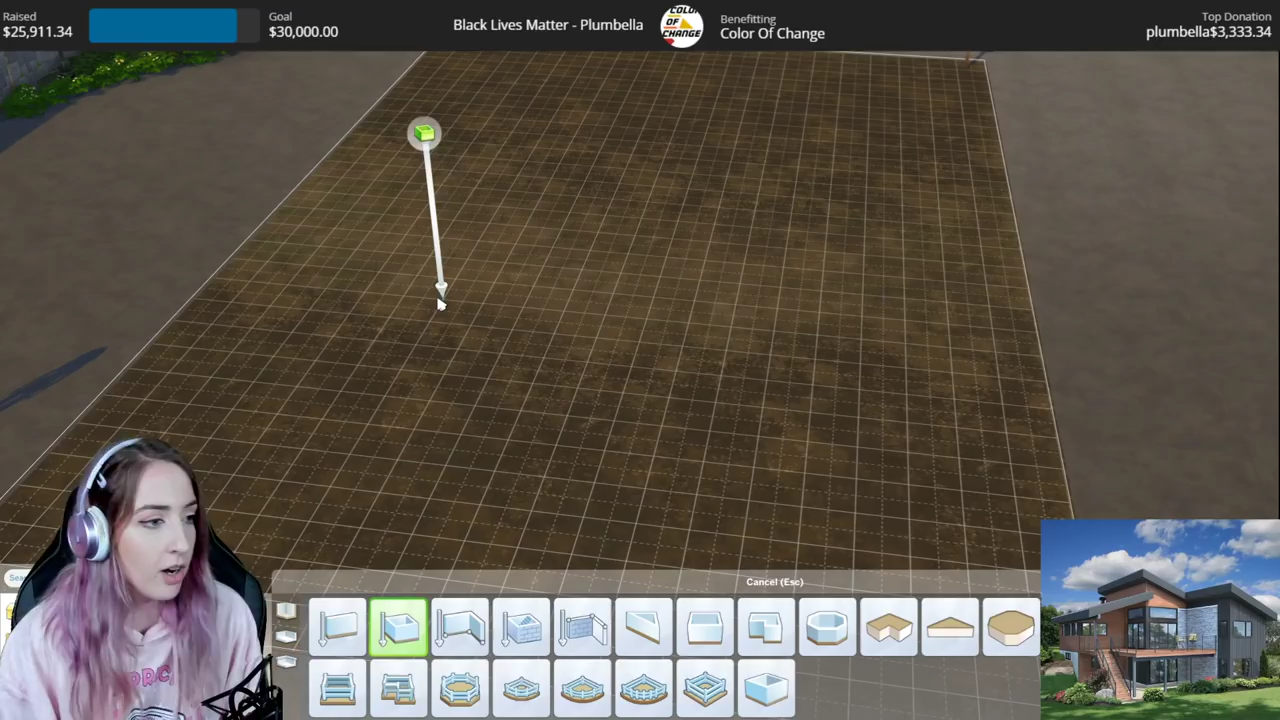 Raised
$25,911.34
Goal
$30,000.00
Black Lives Matter - Plumbella
COLOR
OF
CHANGE
Benefitting
Color Of Change
Top Donation
plumbella$3,333.34
Cancel (Esc)